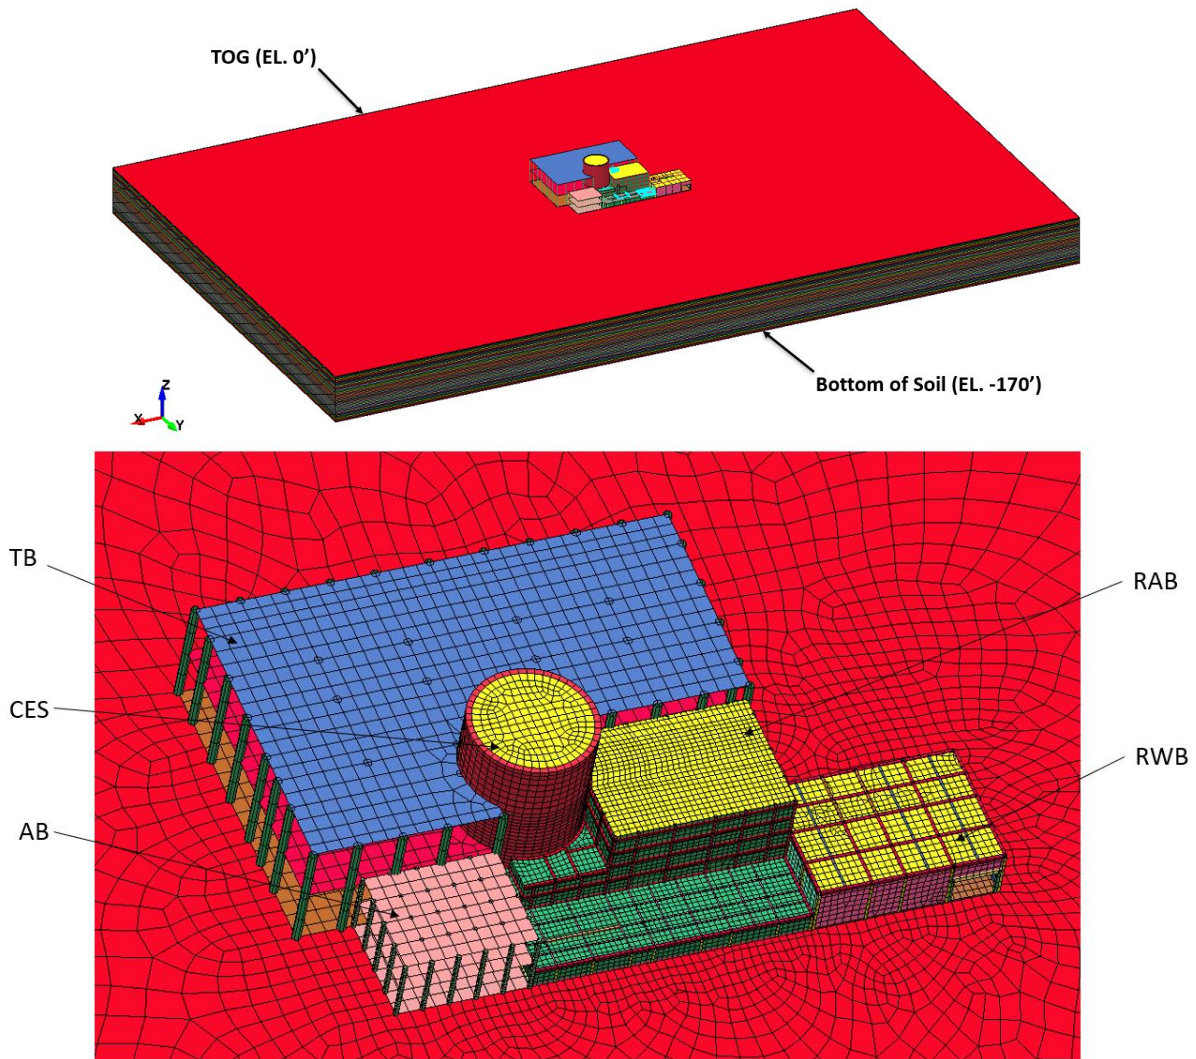 TOG (EL. 0’)
Z
X
Y
Bottom of Soil (EL. -170’)
TB
RAB
CES
RWB
AB